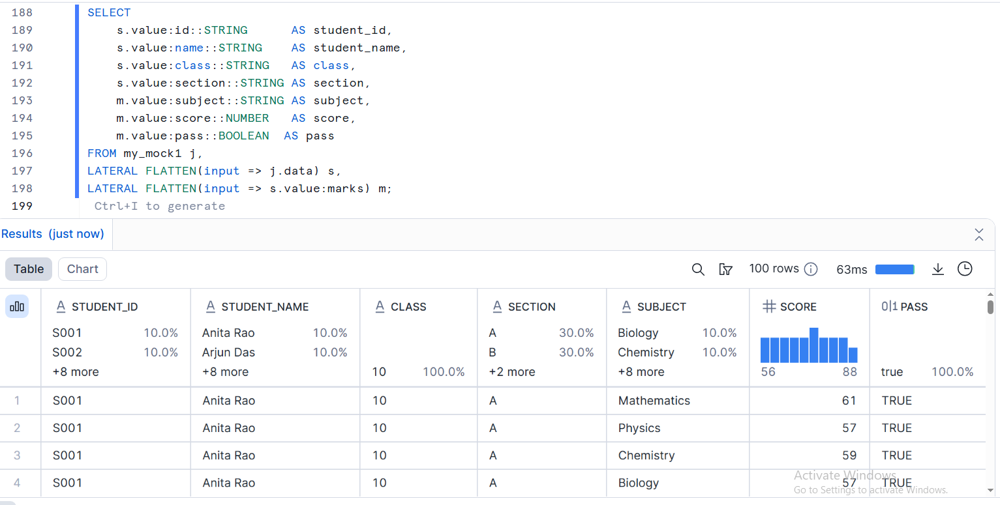 188 SELECT
189 s.value:id::STRING AS student_id,
190 s.value:name::STRING AS student_name,
191 s.value:class::STRING AS class,
192 s.value:section::STRING AS section,
193 m.value:subject::STRING AS subject,
194 m.value:score::NUMBER AS score,
195 m.value:pass::BOOLEAN AS pass
196 FROM my_mock1 j,
197 LATERAL FLATTEN(input => j.data) s,
198 LATERAL FLATTEN(input => s.value:marks) m;
199 Ctrl+I to generate
Results (just now)
Table Chart 100 rows 63ms
A STUDENT_ID A STUDENT_NAME A CLASS A SECTION A SUBJECT # SCORE 0|1 PASS
S001 10.0% Anita Rao 10.0% A 30.0% Biology 10.0%
S002 10.0% Arjun Das 10.0% B 30.0% Chemistry 10.0%
+8 more +8 more 10 100.0% +2 more +8 more 56 88 true 100.0%
1 S001 Anita Rao 10 A Mathematics 61 TRUE
2 S001 Anita Rao 10 A Physics 57 TRUE
3 S001 Anita Rao 10 A Chemistry 59 TRUE
4 S001 Anita Rao 10 A Biology 57 TRUE
Activate Windows
Go to Settings to activate Windows.